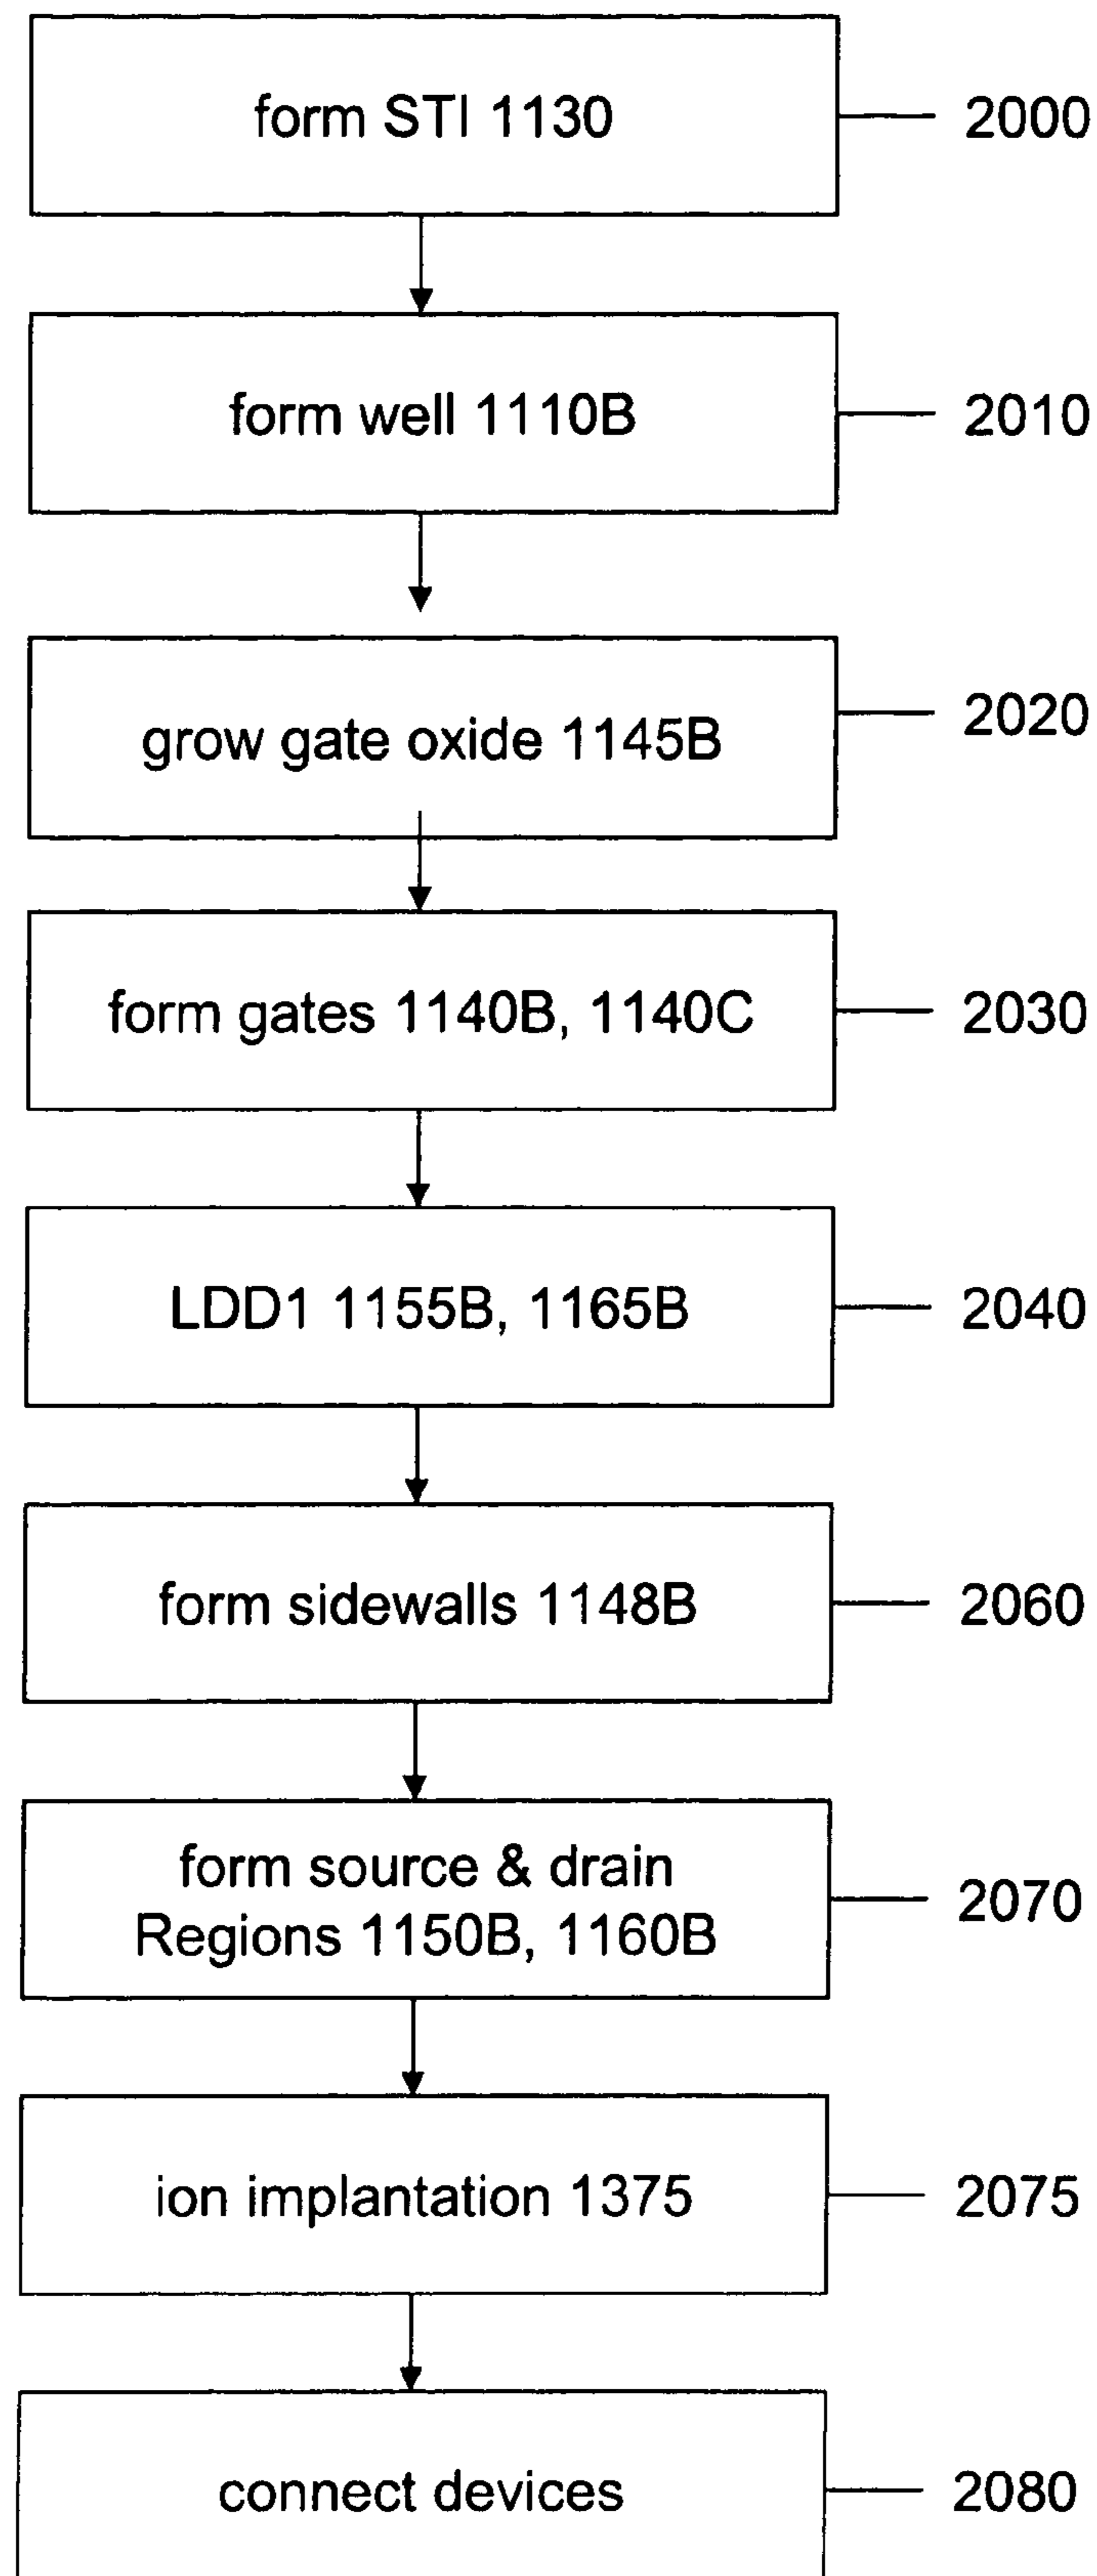 form STI 1130
2000
form well 1110B
2010
grow gate oxide 1145B
2020
form gates 1140B, 1140C
2030
LDD1 1155B, 1165B
2040
form sidewalls 1148B
2060
form source & drain
Regions 1150B, 1160B
2070
ion implantation 1375
2075
connect devices
2080